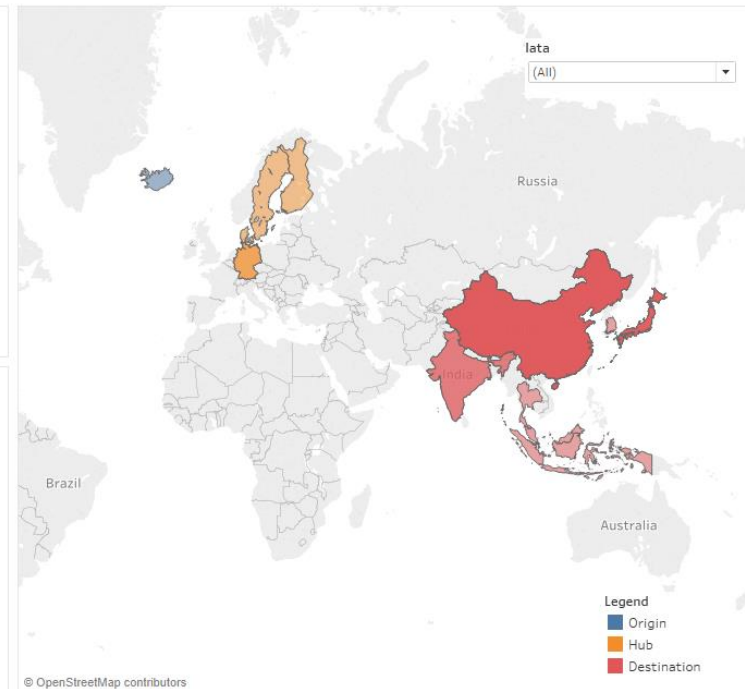 Iata
(All)
Russia
India
Brazil
Australia
Legend
Origin
Hub
Destination
© OpenStreetMap contributors